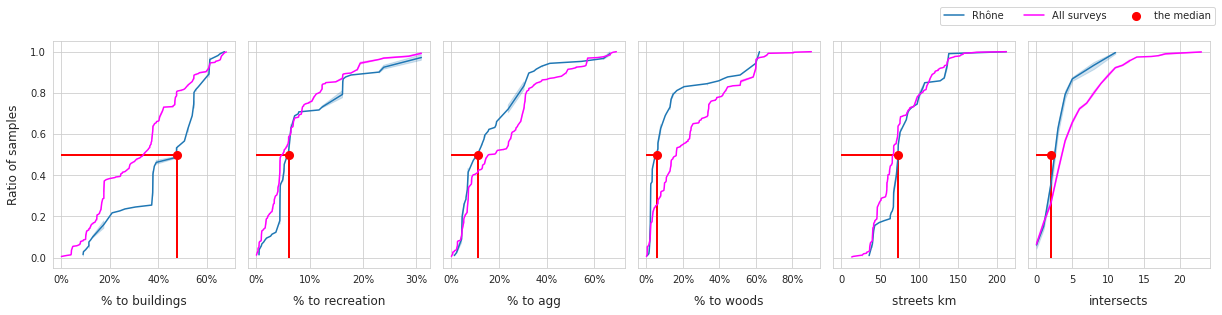 Rhône All surveys the median
Ratio of samples
1.0
0.8
0.6
0.4
0.2
0.0
0% 20% 40% 60%
% to buildings
0% 10% 20% 30%
% to recreation
0% 20% 40% 60%
% to agg
0% 20% 40% 60% 80%
% to woods
0 50 100 150 200
streets km
0 5 10 15 20
intersects